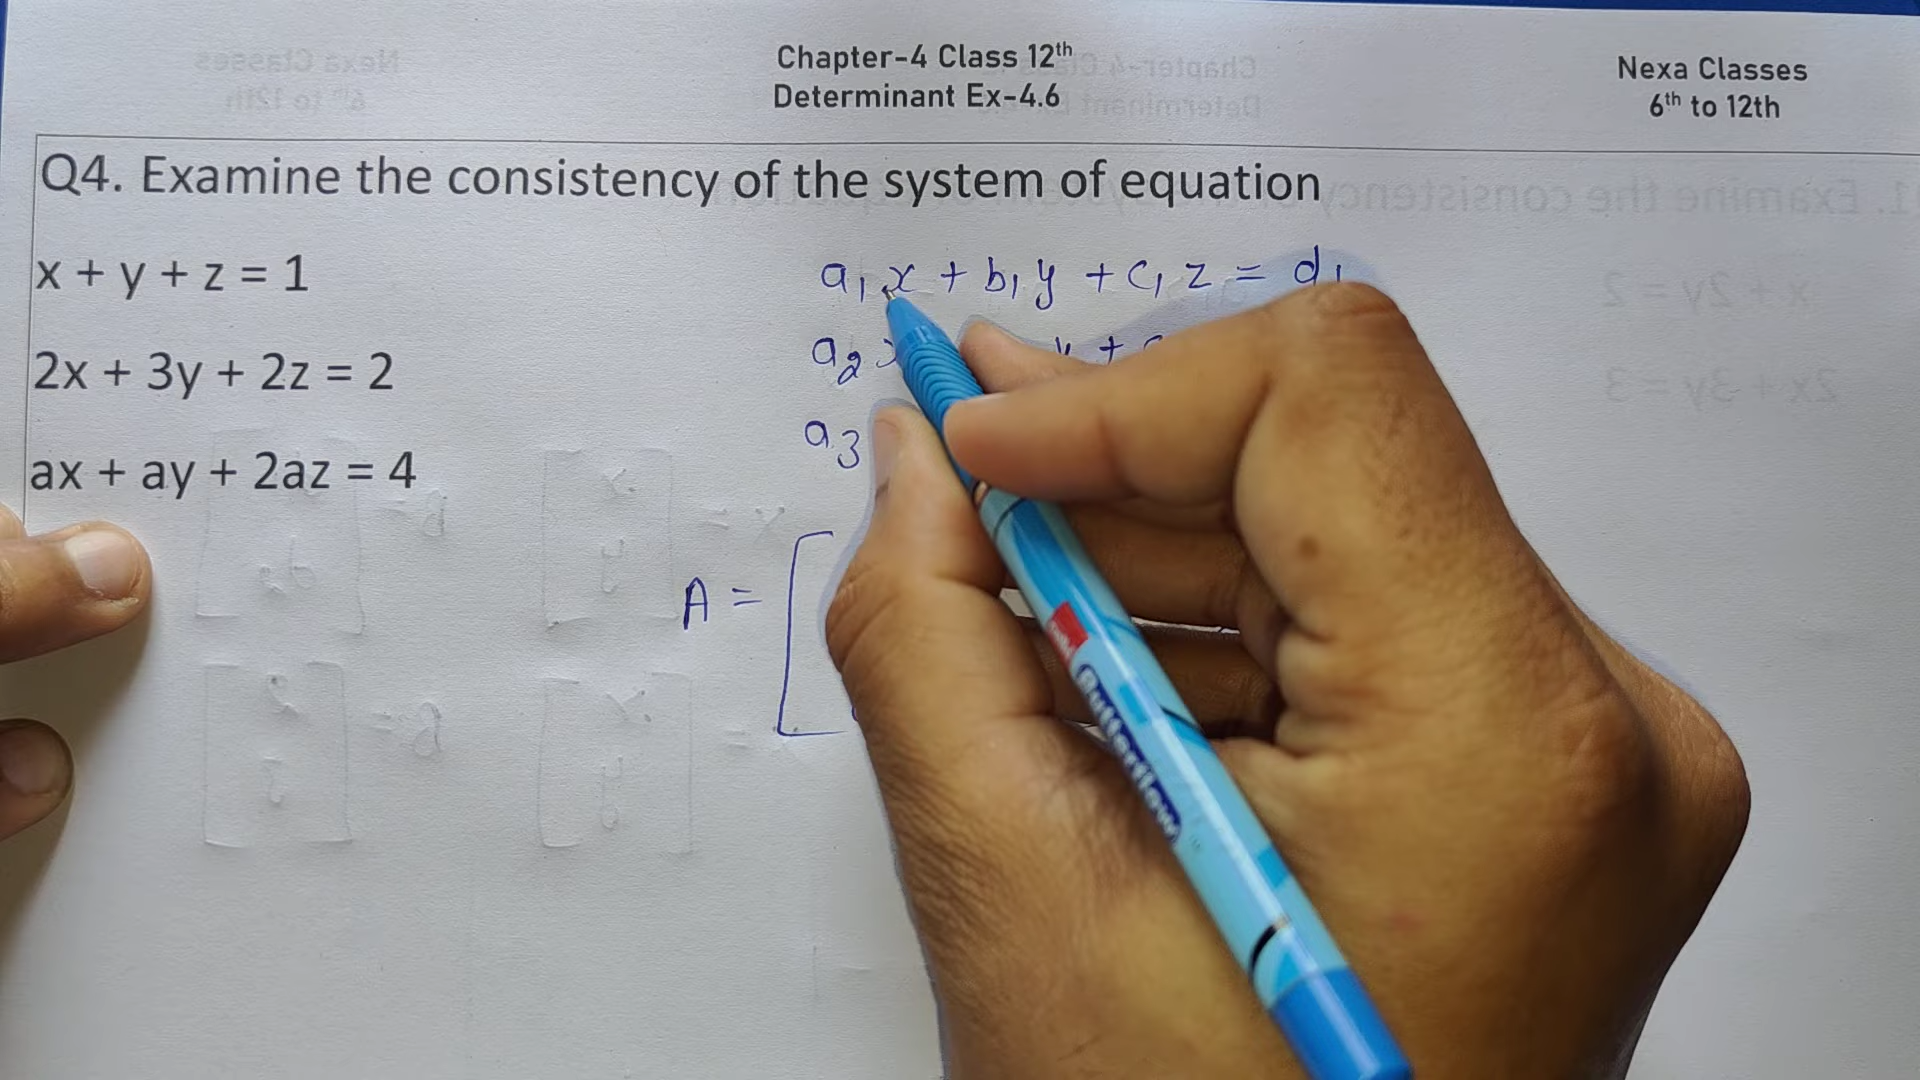 Chapter-4 Class 12th
Determinant Ex-4.6
Nexa Classes
6th to 12th
Q4. Examine the consistency of the system of equation
x + y + z = 1
2x + 3y + 2z = 2
ax + ay + 2az = 4
a₁x + b₁y + c₁z = d₁
a₂ y +
a₃
A = [
Butterflow